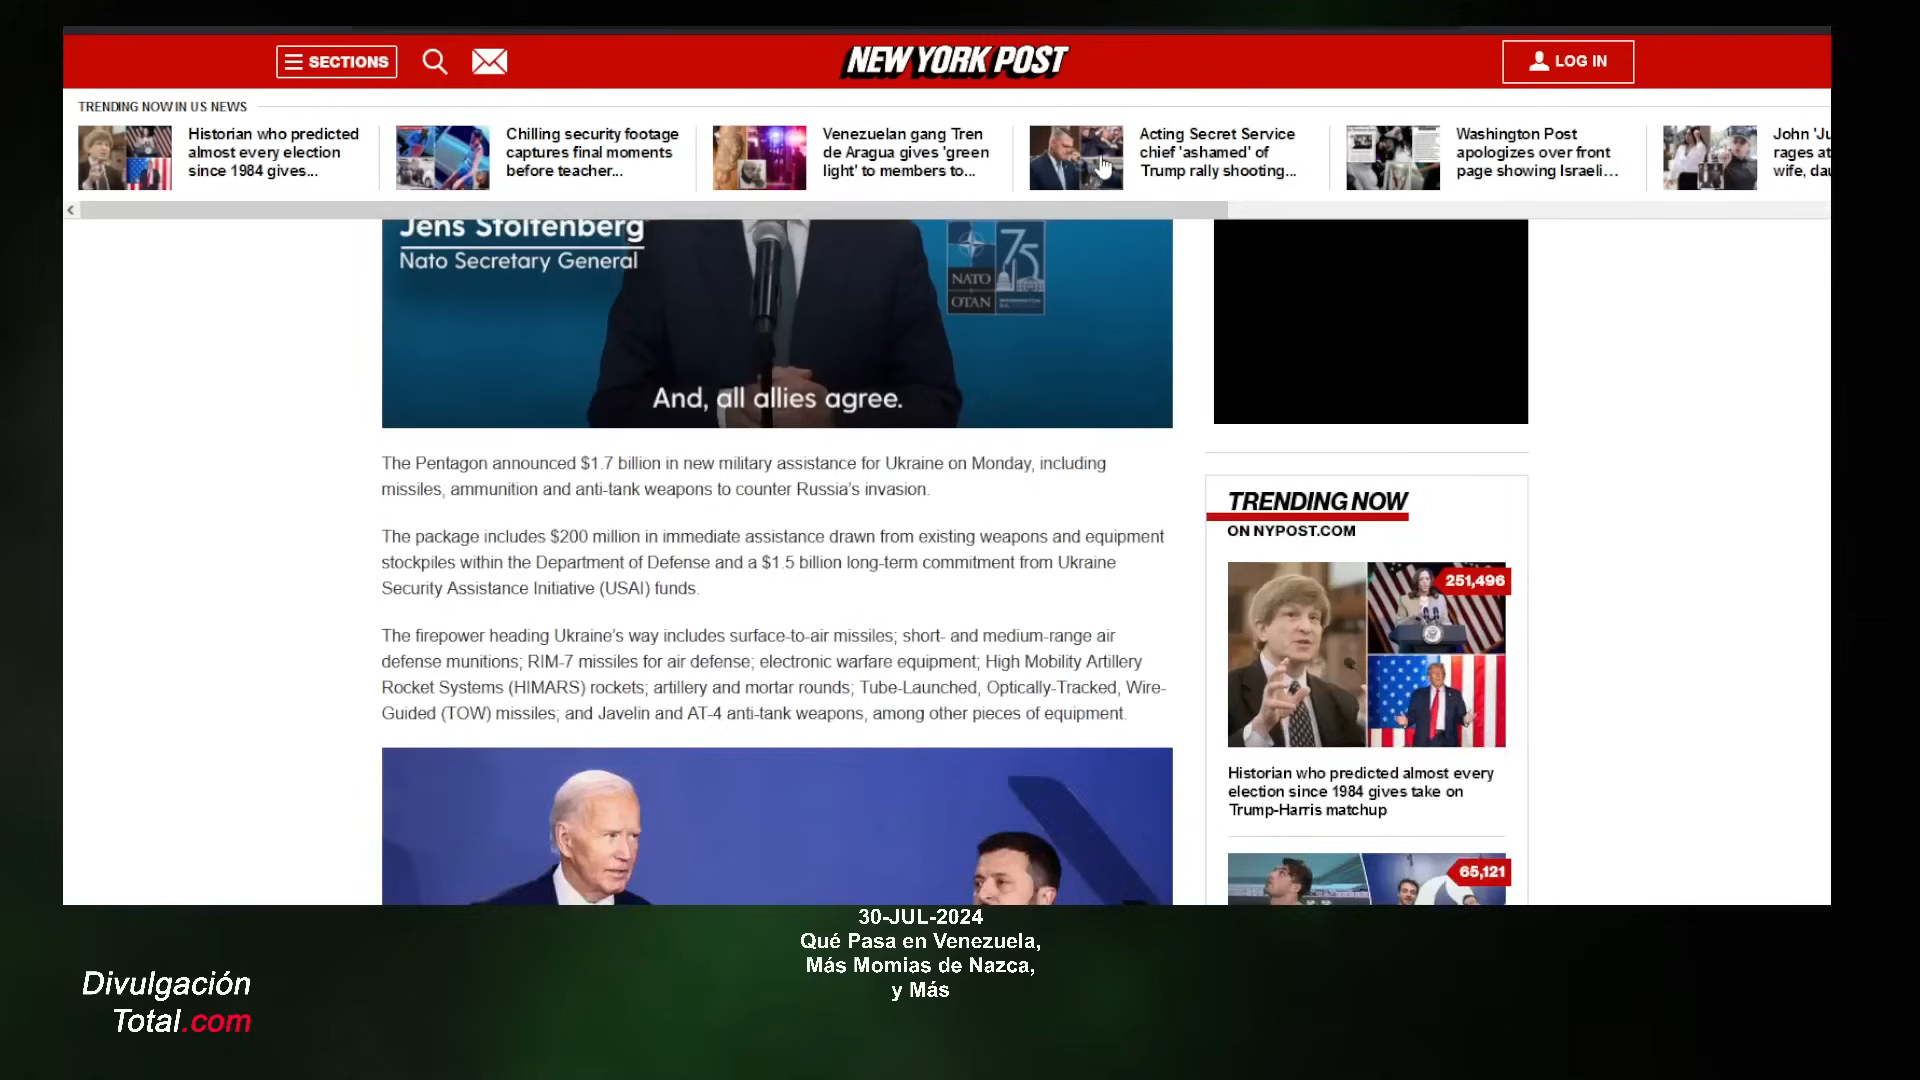 SECTIONS
NEW YORK POST
LOG IN
TRENDING NOW IN US NEWS
Historian who predicted
almost every election
since 1984 gives...
Chilling security footage
captures final moments
before teacher...
Venezuelan gang Tren
de Aragua gives 'green
light' to members to...
Acting Secret Service
chief 'ashamed' of
Trump rally shooting...
Washington Post
apologizes over front
page showing Israeli...
John 'Ju
rages at
wife, dau
Jens Stoltenberg
Nato Secretary General
75
NATO
OTAN
And, all allies agree.
The Pentagon announced $1.7 billion in new military assistance for Ukraine on Monday, including
missiles, ammunition and anti-tank weapons to counter Russia's invasion.
The package includes $200 million in immediate assistance drawn from existing weapons and equipment
stockpiles within the Department of Defense and a $1.5 billion long-term commitment from Ukraine
Security Assistance Initiative (USAI) funds.
The firepower heading Ukraine's way includes surface-to-air missiles; short- and medium-range air
defense munitions; RIM-7 missiles for air defense; electronic warfare equipment; High Mobility Artillery
Rocket Systems (HIMARS) rockets; artillery and mortar rounds; Tube-Launched, Optically-Tracked, Wire-
Guided (TOW) missiles; and Javelin and AT-4 anti-tank weapons, among other pieces of equipment.
TRENDING NOW
ON NYPOST.COM
251,496
Historian who predicted almost every
election since 1984 gives take on
Trump-Harris matchup
65,121
30-JUL-2024
Qué Pasa en Venezuela,
Más Momias de Nazca,
y Más
Divulgación
Total.com